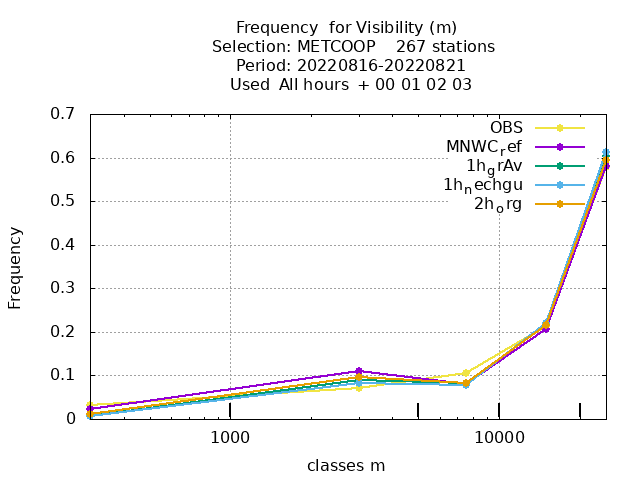 Frequency  for Visibility (m)
Selection: METCOOP    267 stations
Period: 20220816-20220821
Used  All hours  + 00 01 02 03
0.7
0.6
0.5
0.4
0.3
0.2
0.1
0
Frequency
OBS
MNWC_ref
1h_grAv
1h_nechgu
2h_org
1000
10000
classes m